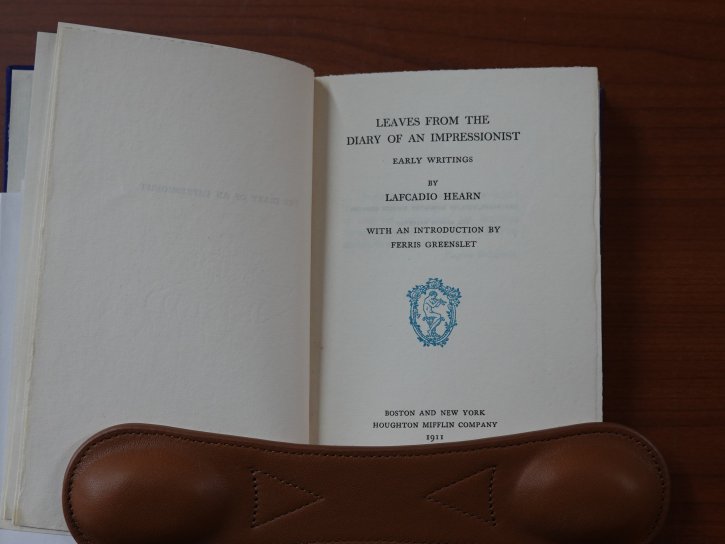 LEAVES FROM THE
DIARY OF AN IMPRESSIONIST
EARLY WRITINGS
BY
LAFCADIO HEARN
WITH AN INTRODUCTION BY
FERRIS GREENSLET
BOSTON AND NEW YORK
HOUGHTON MIFFLIN COMPANY
1911